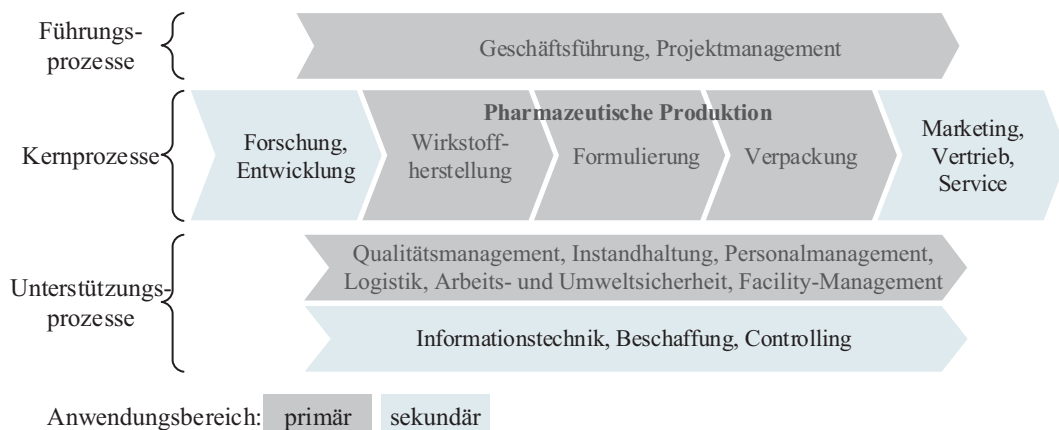 Führungs-
prozesse
Geschäftsführung, Projektmanagement
Kernprozesse
Pharmazeutische Produktion
Forschung,
Entwicklung
Wirkstoff-
herstellung
Formulierung
Verpackung
Marketing,
Vertrieb,
Service
Unterstützungs-
prozesse
Qualitätsmanagement, Instandhaltung, Personalmanagement,
Logistik, Arbeits- und Umweltsicherheit, Facility-Management
Informationstechnik, Beschaffung, Controlling
Anwendungsbereich: primär sekundär